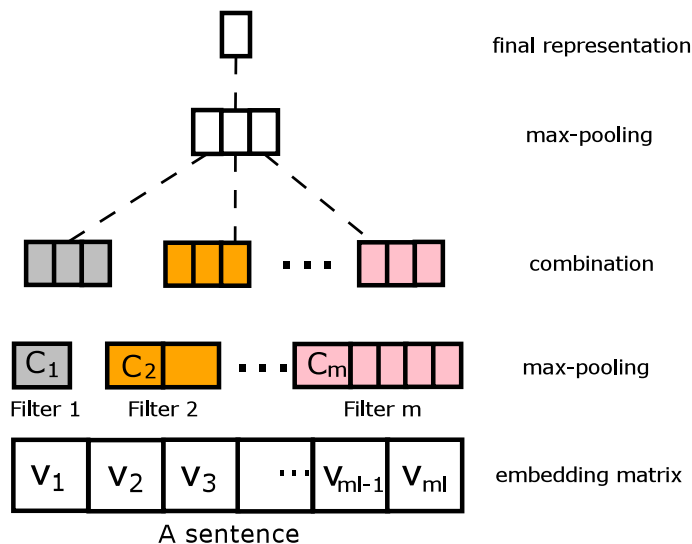 final representation
max-pooling
combination
C1 C2 Cm max-pooling
Filter 1 Filter 2 Filter m
v1 v2 v3 ... vml-1 vml embedding matrix
A sentence